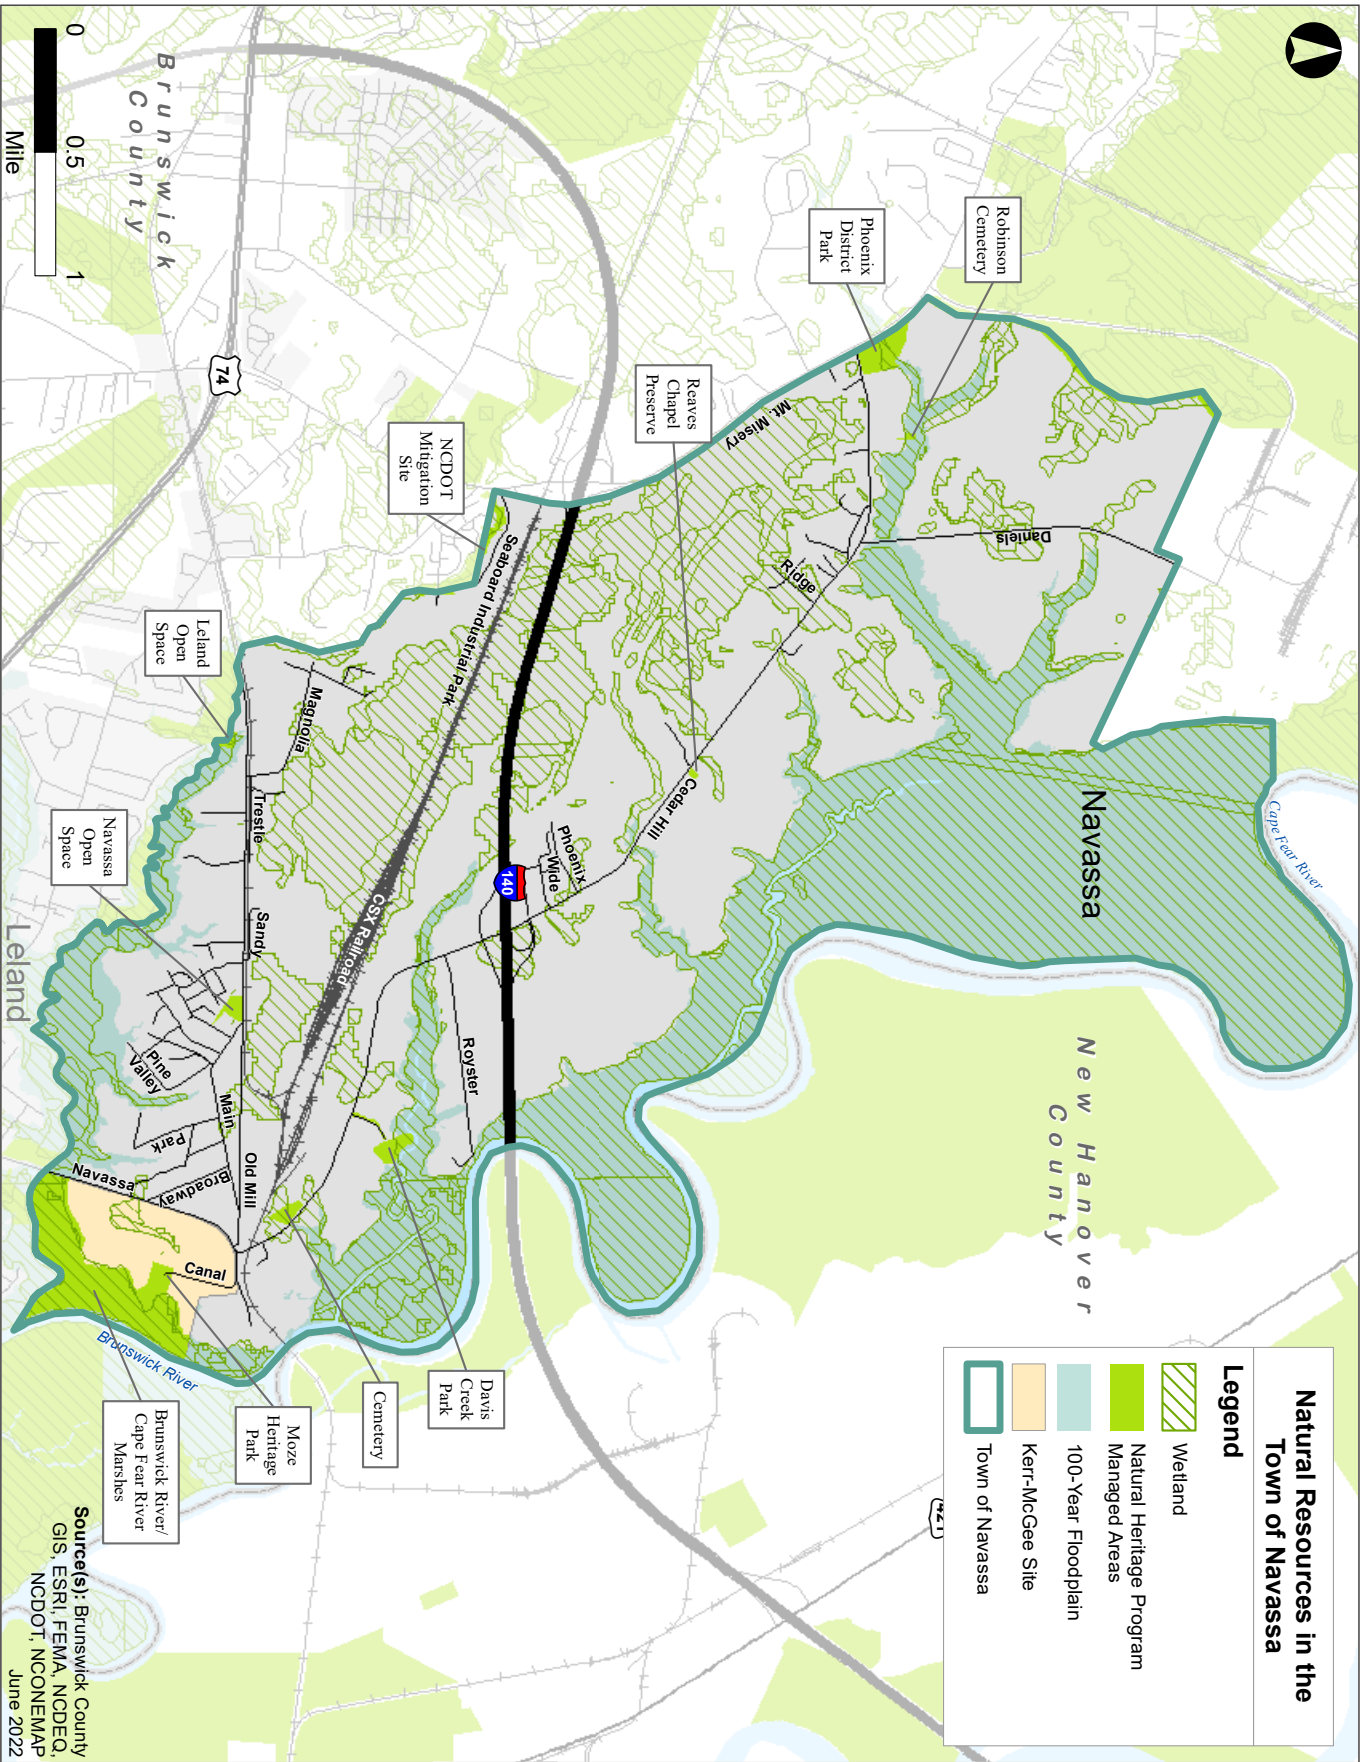 Natural Resources in the
Town of Navassa
Legend
Wetland
Natural Heritage Program
Managed Areas
100-Year Floodplain
Kerr-McGee Site
Town of Navassa
Robinson
Cemetery
Phoenix
District
Park
Reaves
Chapel
Preserve
NCDOT
Mitigation
Site
Leland
Open
Space
Navassa
Open
Space
Davis
Creek
Park
Cemetery
Moze
Heritage
Park
Brunswick River/
Cape Fear River
Marshes
Navassa
Cape Fear River
New Hanover
County
Brunswick
County
Leland
Brunswick River
Mt. Misery
Daniels
Ridge
Cedar Hill
Phoenix
Wide
140
Royster
Seaboard Industrial Park
CSX Railroad
Magnolia
Trestle
Sandy
Pine
Valley
Main
Park
Old Mill
Broadway
Navassa
Canal
74
421
0
0.5
1
Mile
Source(s): Brunswick County
GIS, ESRI, FEMA, NCDEQ,
NCDOT, NCONEMAP
June 2022